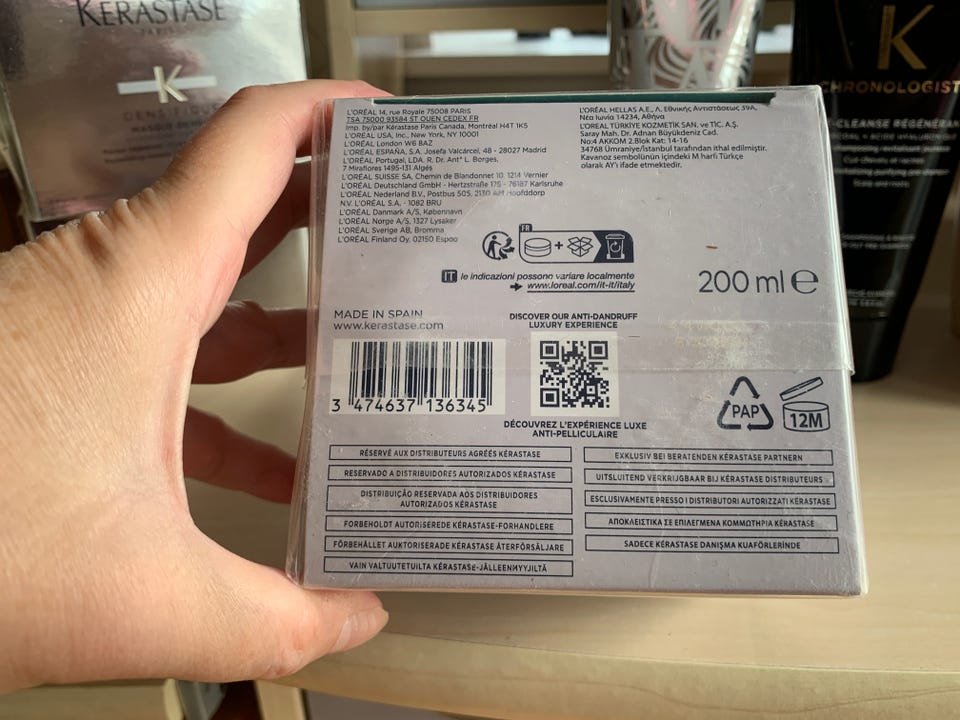 KERASTASE
PARIS
K
DENSIFIQUE
K
CHRONOLOGISTE
L'ORÉAL 14, rue Royale 75008 PARIS
TSA 75000 93584 ST OUEN CEDEX FR
Imp. by/par Kérastase Paris Canada, Montréal H4T 1K5
L'ORÉAL USA, Inc., New York, NY 10001
L'ORÉAL London W6 8AZ
L'ORÉAL ESPAÑA, S.A. Josefa Valcárcel, 48 - 28027 Madrid
L'ORÉAL Portugal, LDA. R. Dr. Antº L. Borges,
7 Miraflores 1495-131 Algés
L'ORÉAL SUISSE SA, Chemin de Blandonnet 10, 1214 Vernier
L'ORÉAL Deutschland GmbH - Hertzstraße 175 - 76187 Karlsruhe
L'ORÉAL Nederland B.V., Postbus 505, 2130 AM Hoofddorp
N.V. L'ORÉAL S.A. - 1082 BRU
L'ORÉAL Danmark A/S, København
L'ORÉAL Norge A/S, 1327 Lysaker
L'ORÉAL Sverige AB, Bromma
L'ORÉAL Finland Oy, 02150 Espoo
L'ORÉAL HELLAS A.E., Λ. Εθνικής Αντιστάσεως 39Α,
Νέα Ιωνία 14234, Αθήνα
L'ORÉAL TÜRKİYE KOZMETİK SAN. ve TİC. A.Ş.
Saray Mah. Dr. Adnan Büyükdeniz Cad.
No:4 AKKOM 2.Blok Kat: 14-16
34768 Ümraniye/İstanbul tarafından ithal edilmiştir.
Kavanoz sembolünün içindeki M harfi Türkçe
olarak AY'ı ifade etmektedir.
FR
+
IT le indicazioni possono variare localmente
www.loreal.com/it-it/italy
200 ml e
MADE IN SPAIN
www.kerastase.com
DISCOVER OUR ANTI-DANDRUFF
LUXURY EXPERIENCE
3 474637 136345
DÉCOUVREZ L'EXPÉRIENCE LUXE
ANTI-PELLICULAIRE
PAP
12M
RÉSERVÉ AUX DISTRIBUTEURS AGRÉÉS KÉRASTASE
RESERVADO A DISTRIBUIDORES AUTORIZADOS KÉRASTASE
DISTRIBUIÇÃO RESERVADA AOS DISTRIBUIDORES
AUTORIZADOS KÉRASTASE
FORBEHOLDT AUTORISEREDE KÉRASTASE-FORHANDLERE
FÖRBEHÅLLET AUKTORISERADE KÉRASTASE ÅTERFÖRSÄLJARE
VAIN VALTUUTETUILTA KÉRASTASE-JÄLLEENMYYJILTÄ
EXKLUSIV BEI BERATENDEN KÉRASTASE PARTNERN
UITSLUITEND VERKRIJGBAAR BIJ KÉRASTASE DISTRIBUTEURS
ESCLUSIVAMENTE PRESSO I DISTRIBUTORI AUTORIZZATI KÉRASTASE
ΑΠΟΚΛΕΙΣΤΙΚΑ ΣΕ ΕΠΙΛΕΓΜΕΝΑ ΚΟΜΜΩΤΗΡΙΑ KÉRASTASE
SADECE KÉRASTASE DANIŞMA KUAFÖRLERİNDE